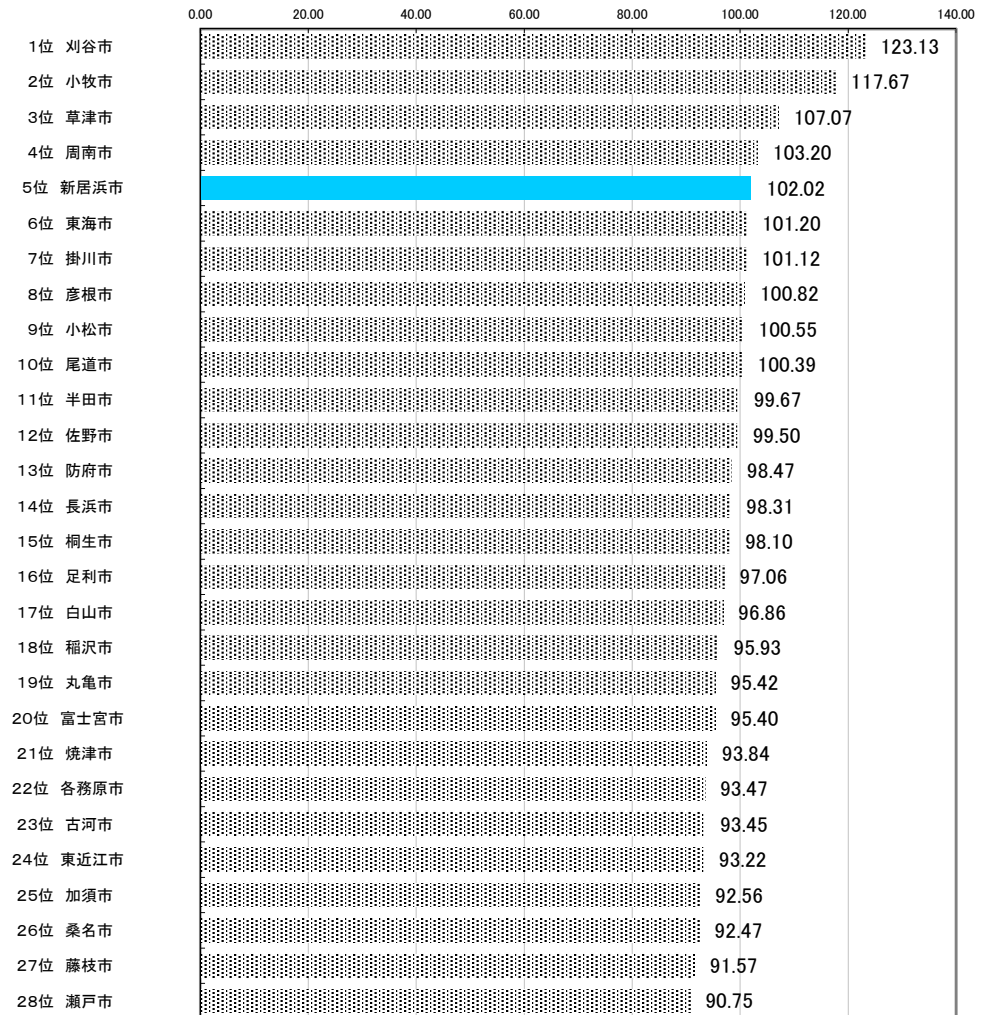 0.00 20.00 40.00 60.00 80.00 100.00 120.00 140.00
1位 刈谷市 123.13
2位 小牧市 117.67
3位 草津市 107.07
4位 周南市 103.20
5位 新居浜市 102.02
6位 東海市 101.20
7位 掛川市 101.12
8位 彦根市 100.82
9位 小松市 100.55
10位 尾道市 100.39
11位 半田市 99.67
12位 佐野市 99.50
13位 防府市 98.47
14位 長浜市 98.31
15位 桐生市 98.10
16位 足利市 97.06
17位 白山市 96.86
18位 稲沢市 95.93
19位 丸亀市 95.42
20位 富士宮市 95.40
21位 焼津市 93.84
22位 各務原市 93.47
23位 古河市 93.45
24位 東近江市 93.22
25位 加須市 92.56
26位 桑名市 92.47
27位 藤枝市 91.57
28位 瀬戸市 90.75